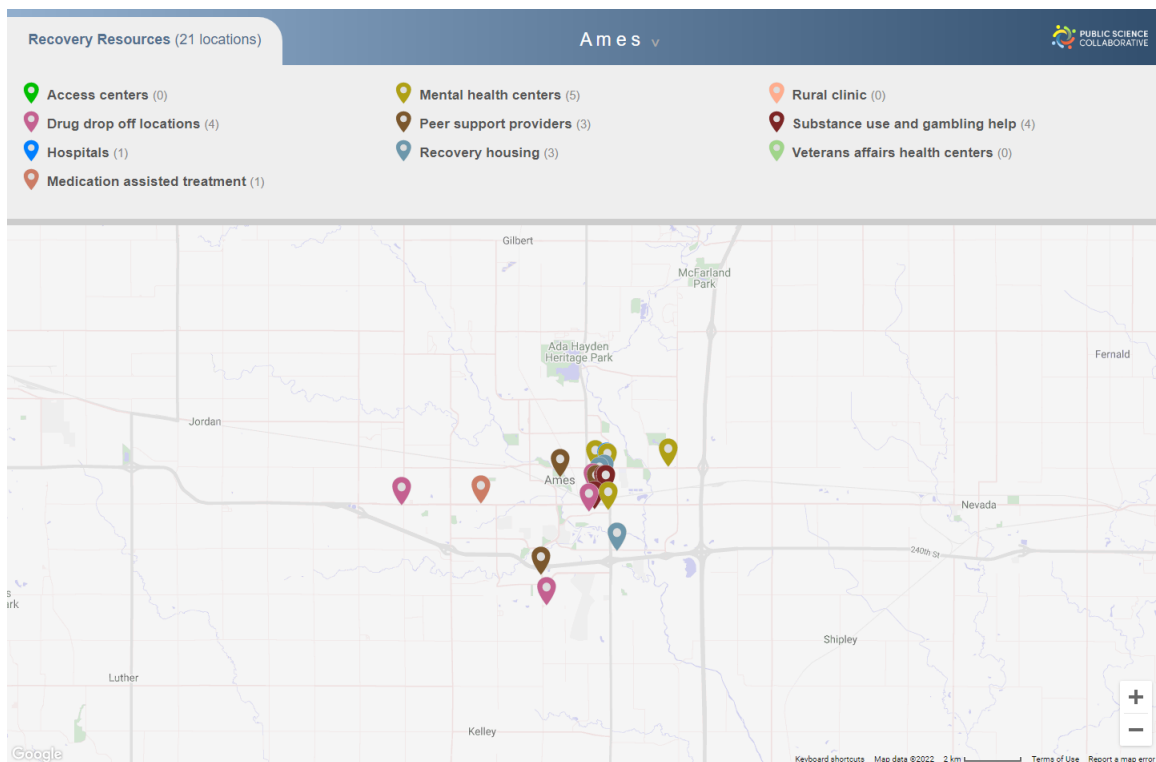 Recovery Resources (21 locations)
Ames v
PUBLIC SCIENCE
COLLABORATIVE
Access centers (0)
Mental health centers (5)
Rural clinic (0)
Drug drop off locations (4)
Peer support providers (3)
Substance use and gambling help (4)
Hospitals (1)
Recovery housing (3)
Veterans affairs health centers (0)
Medication assisted treatment (1)
Gilbert
McFarland
Park
Ada Hayden
Heritage Park
Fernald
Jordan
Ames
Nevada
240th St
s
ark
Shipley
Luther
Kelley
+
−
Google
Keyboard shortcuts Map data ©2022 2 km Terms of Use Report a map error